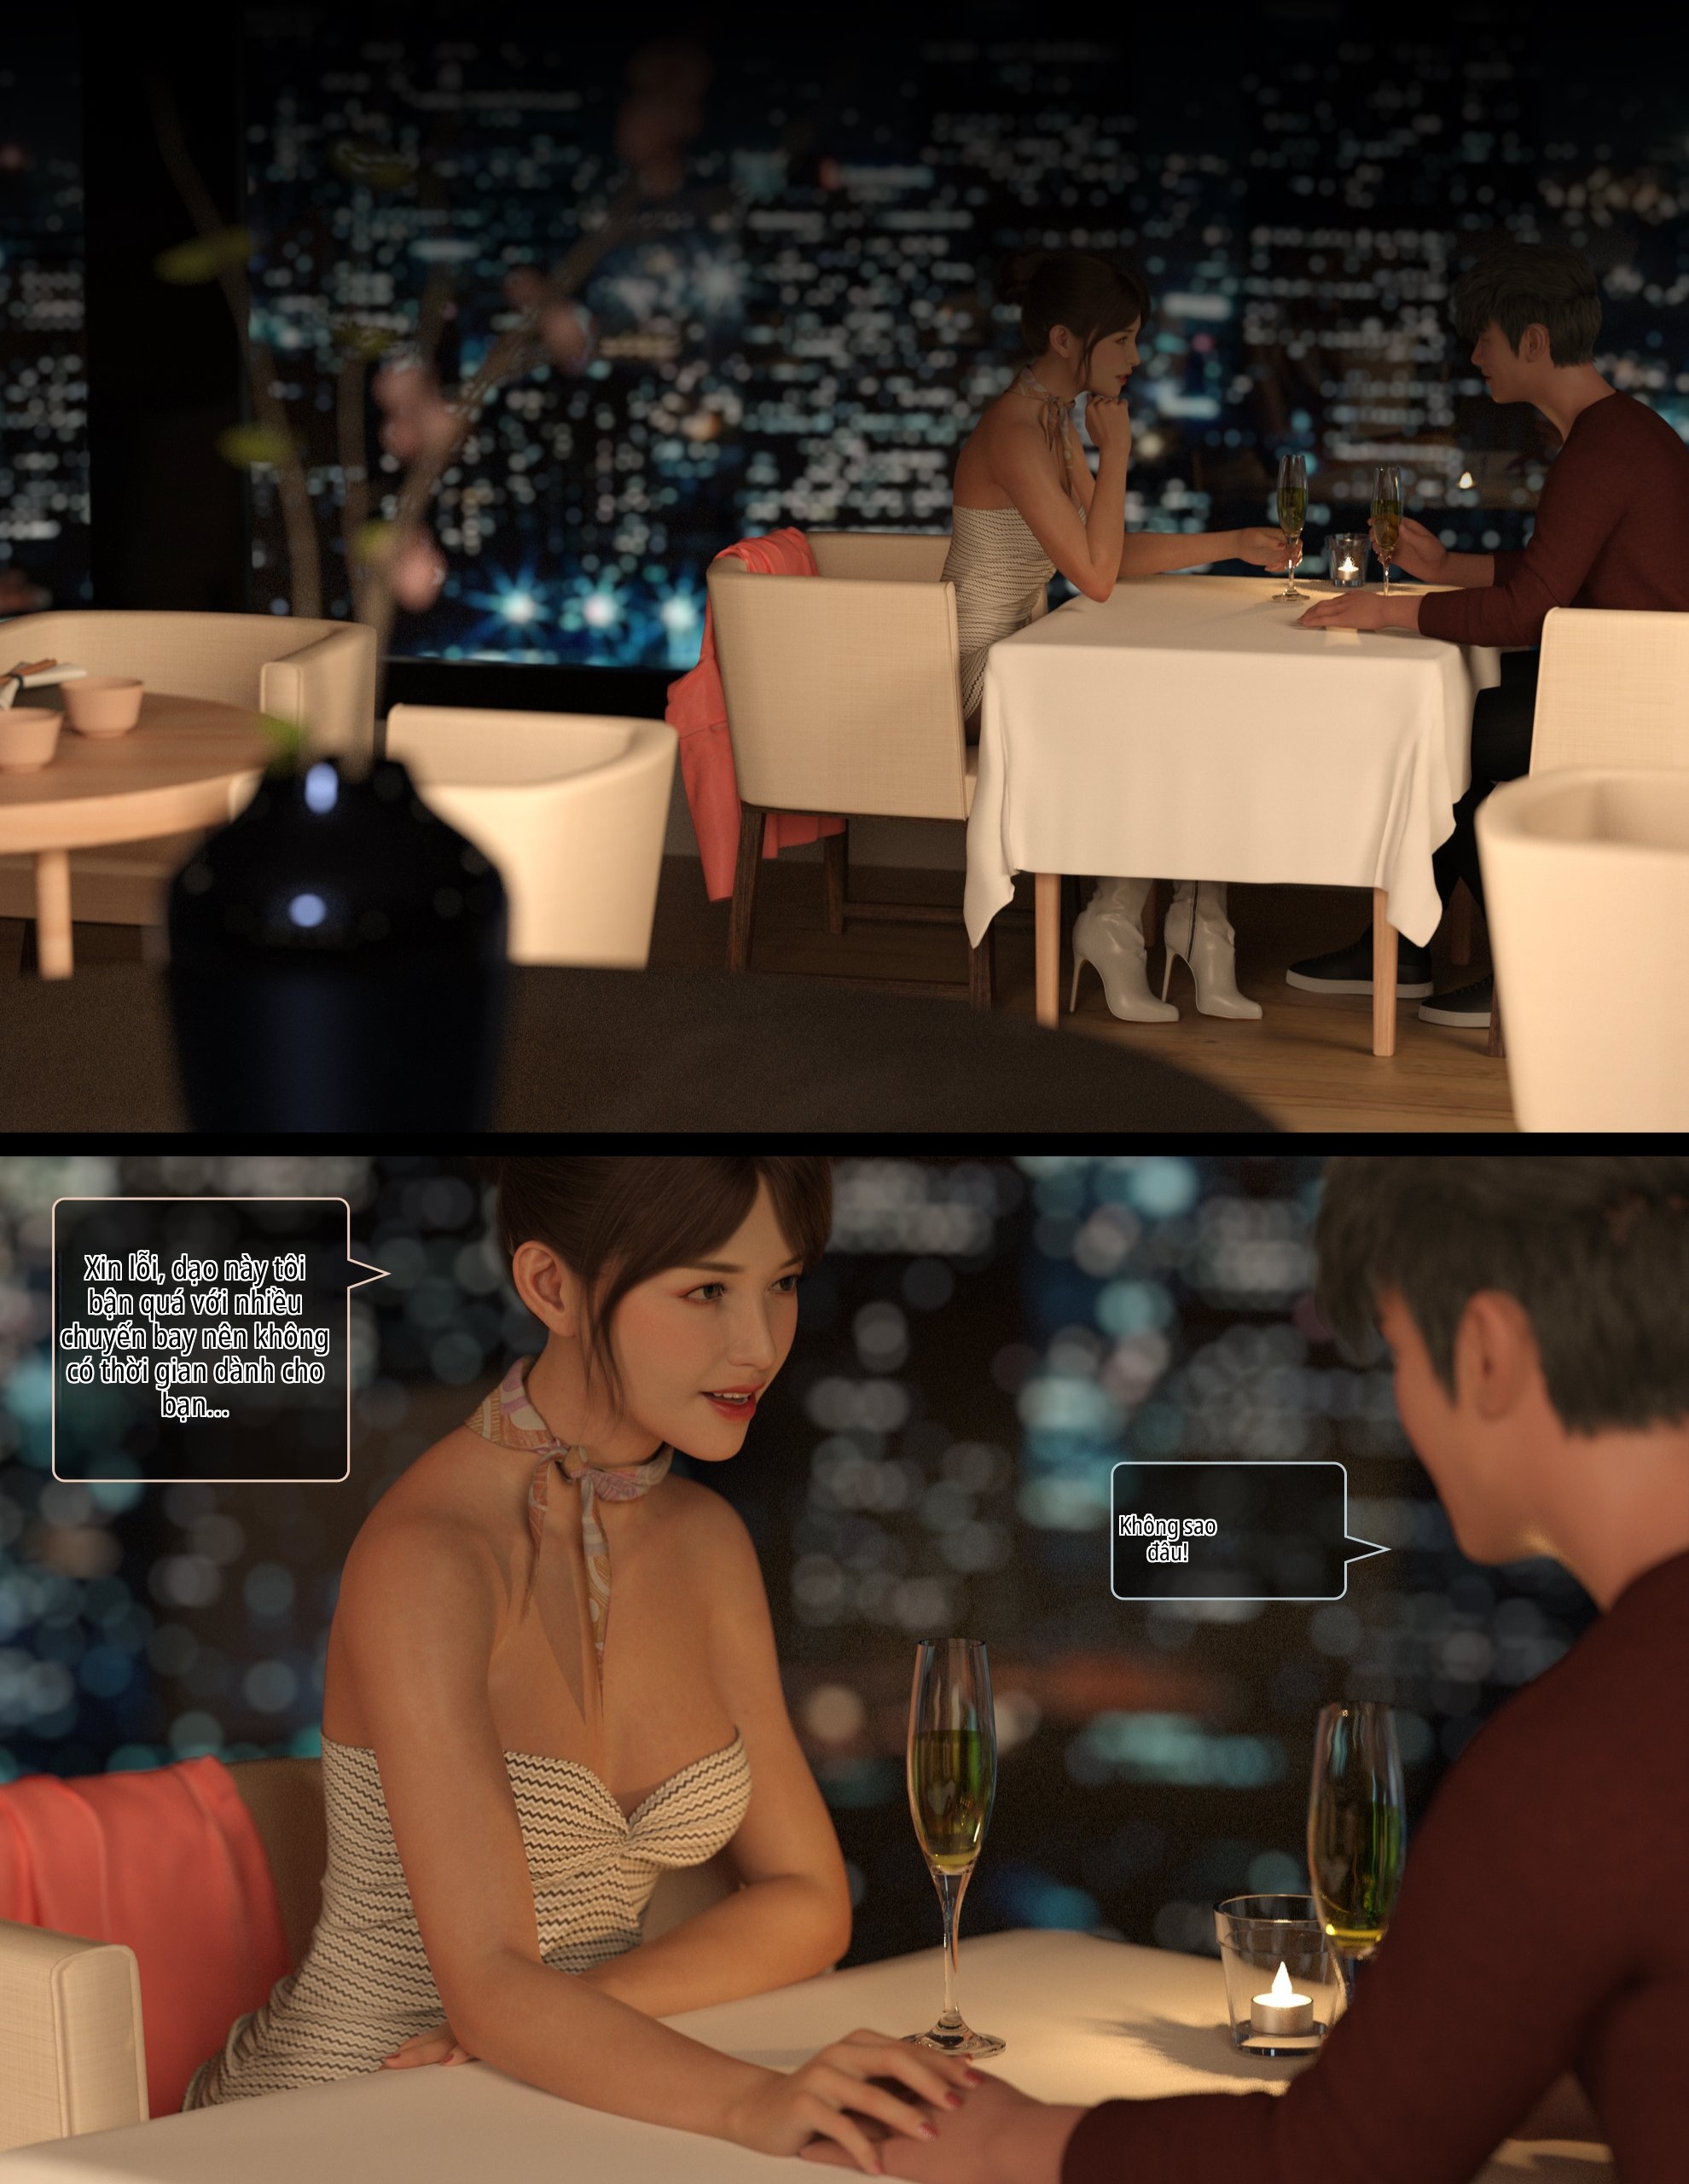 Xin lỗi, dạo này tôi
bận quá với nhiều
chuyến bay nên không
có thời gian dành cho
bạn...
Không sao
đâu!